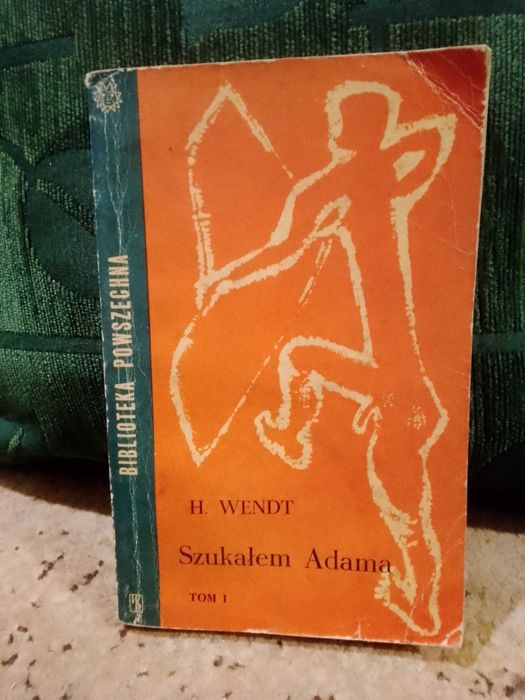 BIBLIOTEKA POWSZECHNA
H. WENDT
Szukałem Adama
TOM I